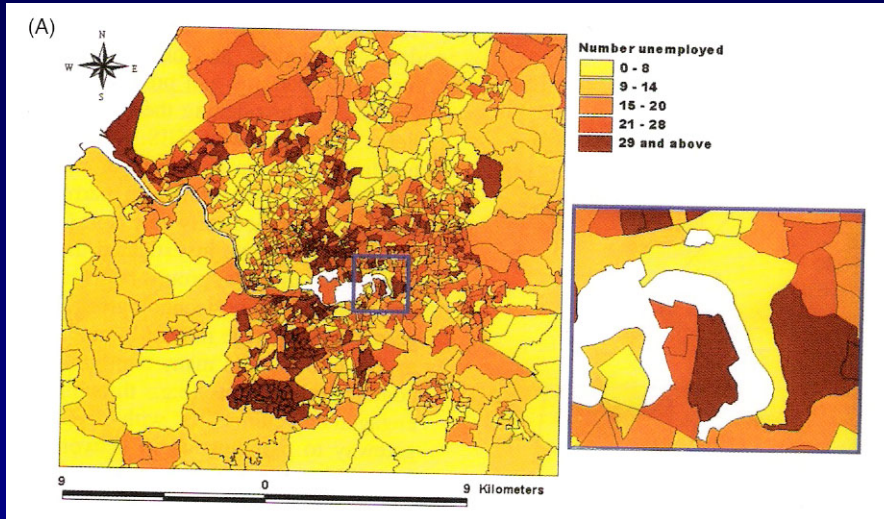 (A)
N
W E
S
Number unemployed
0 - 8
9 - 14
15 - 20
21 - 28
29 and above
9 0 9 Kilometers